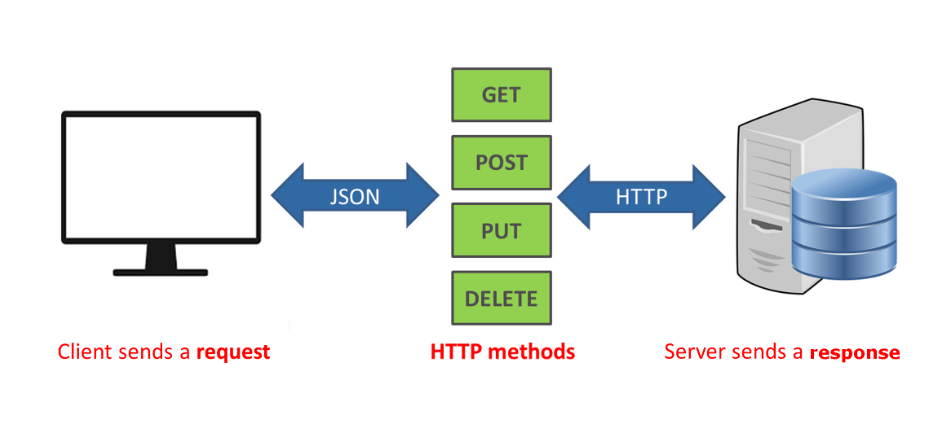 GET
POST
JSON
HTTP
PUT
DELETE
Client sends a request
HTTP methods
Server sends a response